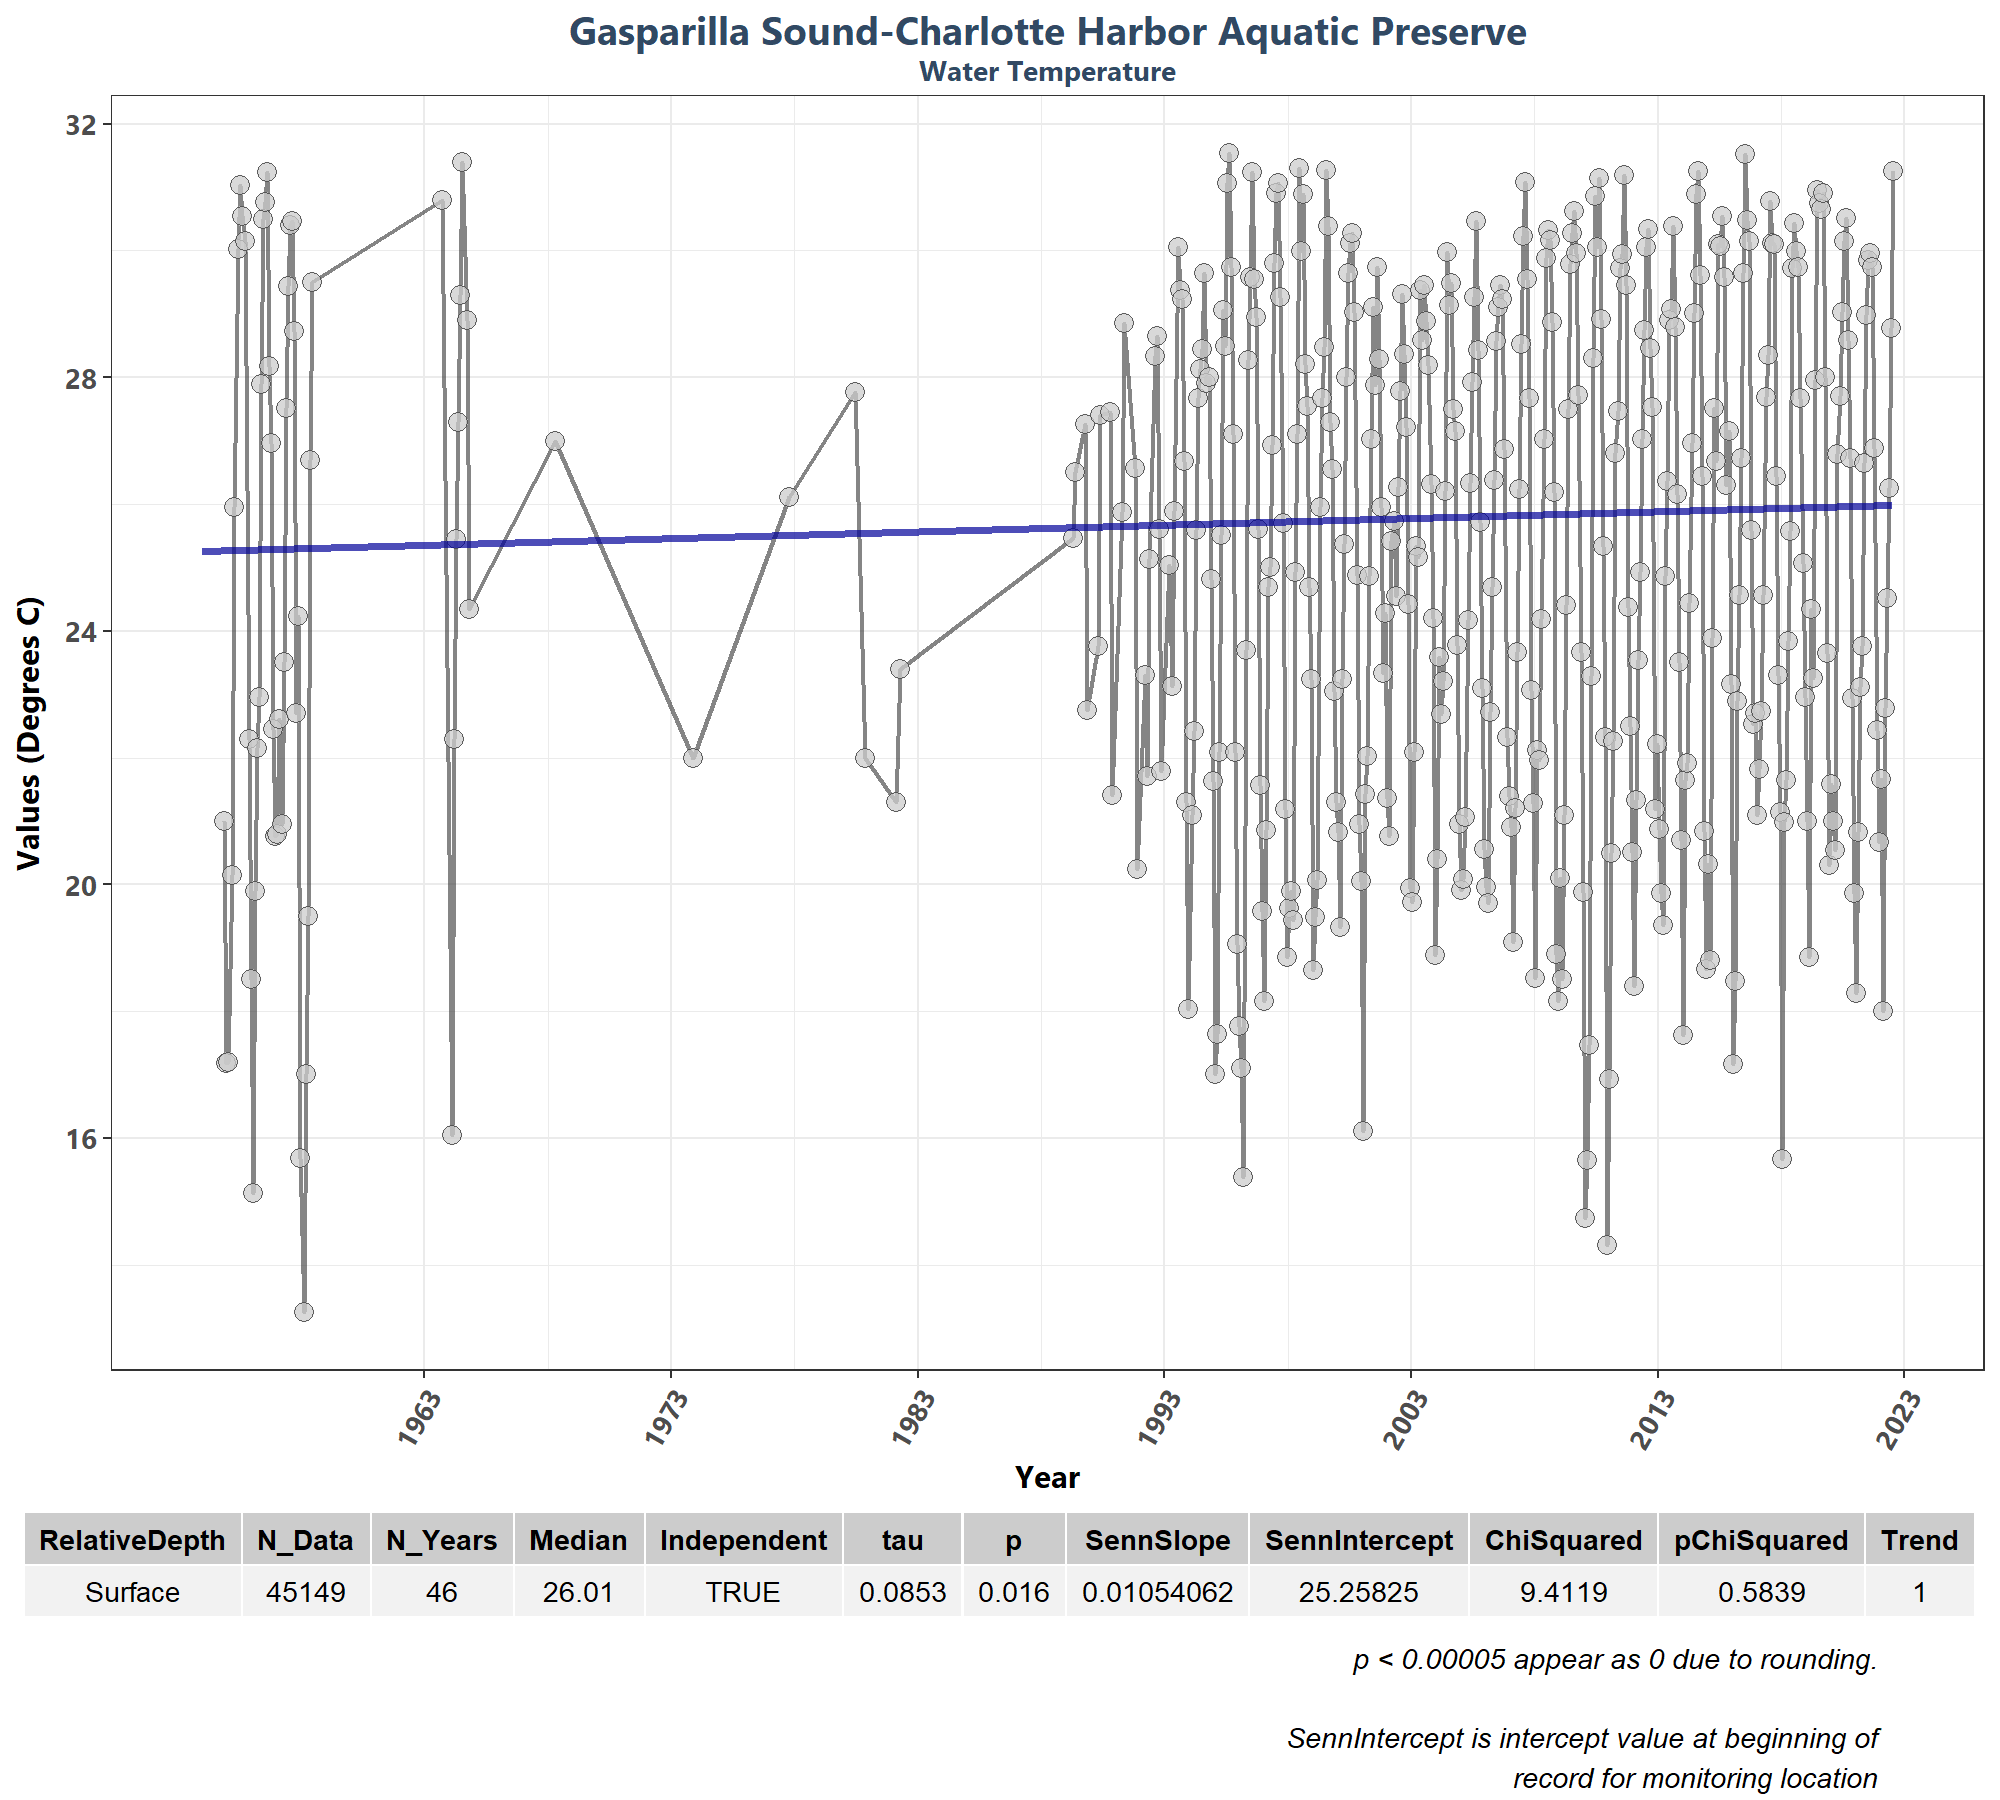 Gasparilla Sound-Charlotte Harbor Aquatic Preserve
Water Temperature
Values (Degrees C)
32
28
24
20
16
1963
1973
1983
1993
2003
2013
2023
Year
RelativeDepth N_Data N_Years Median Independent tau p SennSlope SennIntercept ChiSquared pChiSquared Trend
Surface 45149 46 26.01 TRUE 0.0853 0.016 0.01054062 25.25825 9.4119 0.5839 1
p < 0.00005 appear as 0 due to rounding.
SennIntercept is intercept value at beginning of
record for monitoring location